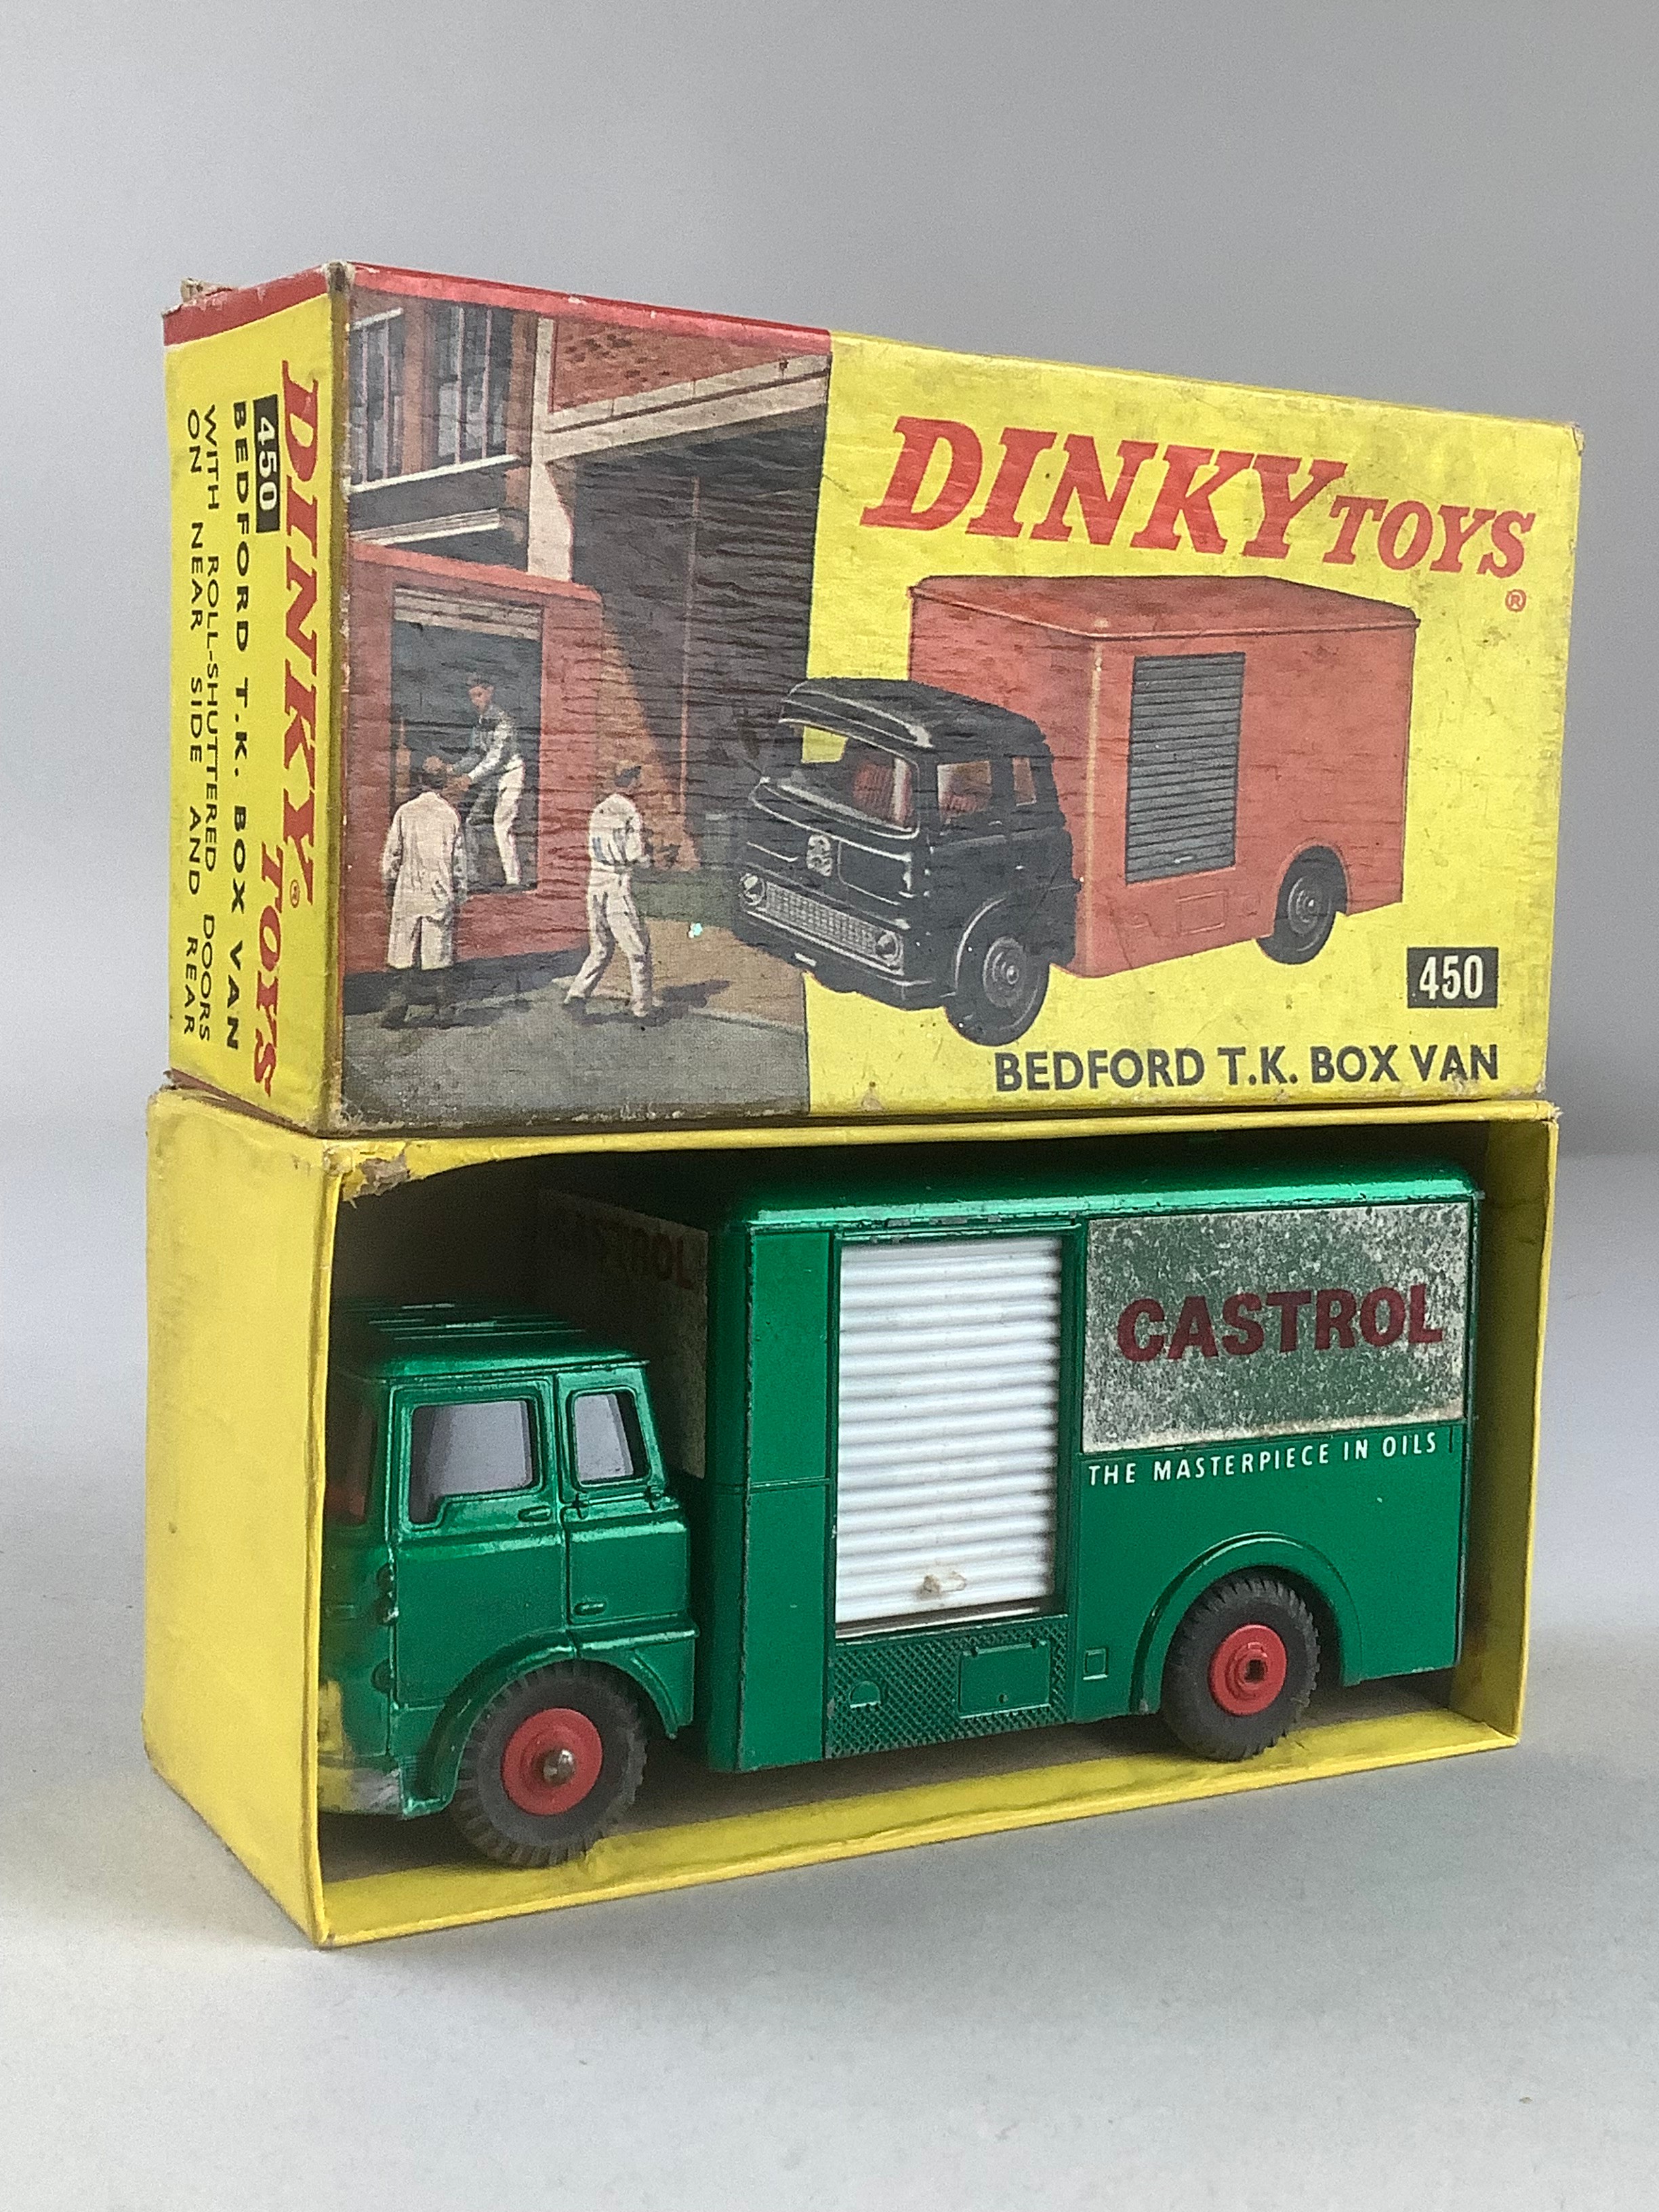 DINKY TOYS®
450
BEDFORD T.K. BOX VAN
WITH ROLL-SHUTTERED DOORS
ON NEAR SIDE AND REAR
DINKY TOYS
®
450
BEDFORD T.K. BOX VAN
CASTROL
CASTROL
THE MASTERPIECE IN OILS